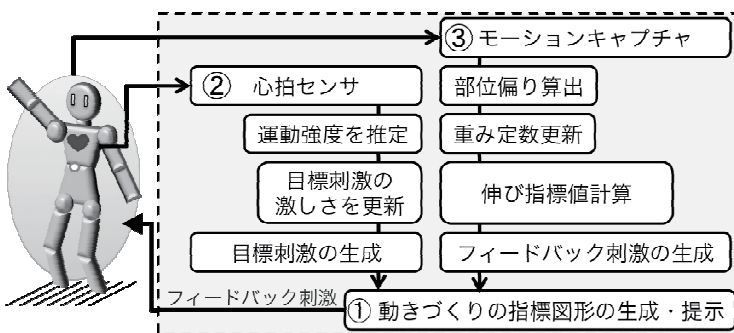 ③モーションキャプチャ
② 心拍センサ
部位偏り算出
運動強度を推定
重み定数更新
目標刺激の
激しさを更新
伸び指標値計算
目標刺激の生成
フィードバック刺激の生成
フィードバック刺激
①動きづくりの指標図形の生成・提示